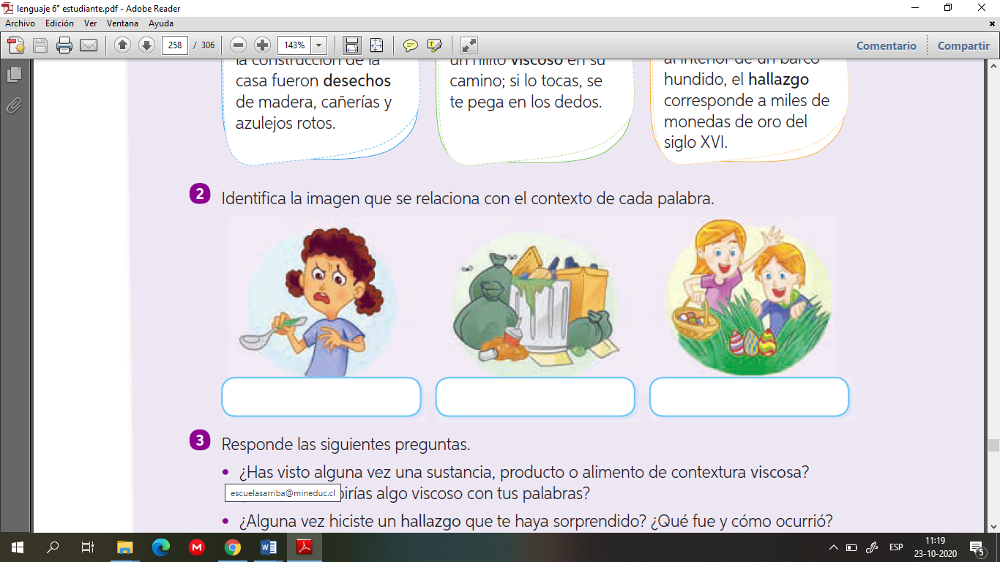 lenguaje 6° estudiante.pdf - Adobe Reader
Archivo Edición Ver Ventana Ayuda
258 / 306 143% Comentario Compartir
la construcción de la
casa fueron desechos
de madera, cañerías y
azulejos rotos.
un hilito viscoso en su
camino; si lo tocas, se
te pega en los dedos.
al interior de un barco
hundido, el hallazgo
corresponde a miles de
monedas de oro del
siglo XVI.
2 Identifica la imagen que se relaciona con el contexto de cada palabra.
3 Responde las siguientes preguntas.
• ¿Has visto alguna vez una sustancia, producto o alimento de contextura viscosa?
escuelasarriba@mineduc.cl
birías algo viscoso con tus palabras?
• ¿Alguna vez hiciste un hallazgo que te haya sorprendido? ¿Qué fue y cómo ocurrió?
ESP
11:19
23-10-2020
5